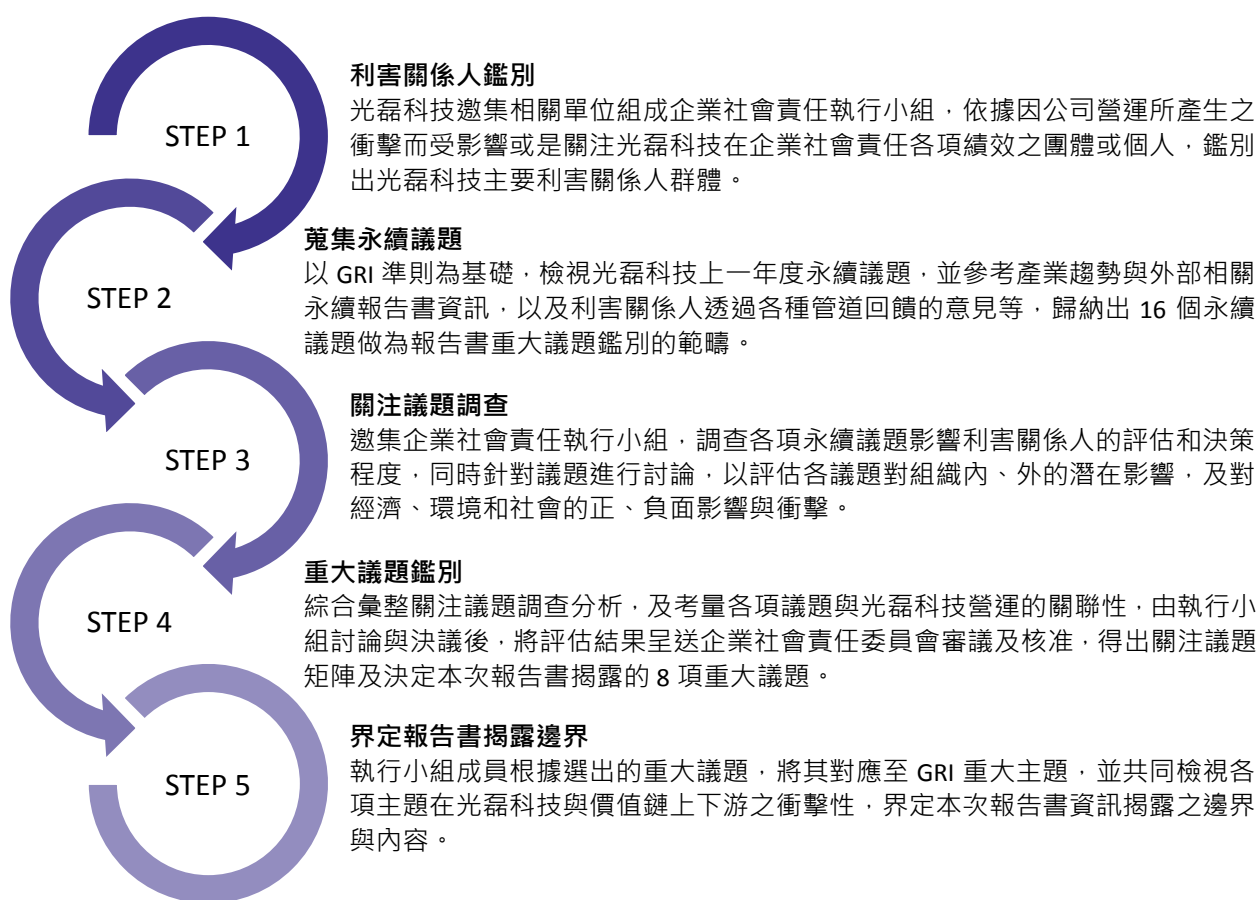 STEP 1
利害關係人鑑別
光磊科技邀集相關單位組成企業社會責任執行小組，依據因公司營運所產生之
衝擊而受影響或是關注光磊科技在企業社會責任各項績效之團體或個人，鑑別
出光磊科技主要利害關係人群體。
STEP 2
蒐集永續議題
以 GRI 準則為基礎，檢視光磊科技上一年度永續議題，並參考產業趨勢與外部相關
永續報告書資訊，以及利害關係人透過各種管道回饋的意見等，歸納出 16 個永續
議題做為報告書重大議題鑑別的範疇。
STEP 3
關注議題調查
邀集企業社會責任執行小組，調查各項永續議題影響利害關係人的評估和決策
程度，同時針對議題進行討論，以評估各議題對組織內、外的潛在影響，及對
經濟、環境和社會的正、負面影響與衝擊。
STEP 4
重大議題鑑別
綜合彙整關注議題調查分析，及考量各項議題與光磊科技營運的關聯性，由執行小
組討論與決議後，將評估結果呈送企業社會責任委員會審議及核准，得出關注議題
矩陣及決定本次報告書揭露的 8 項重大議題。
STEP 5
界定報告書揭露邊界
執行小組成員根據選出的重大議題，將其對應至 GRI 重大主題，並共同檢視各
項主題在光磊科技與價值鏈上下游之衝擊性，界定本次報告書資訊揭露之邊界
與內容。